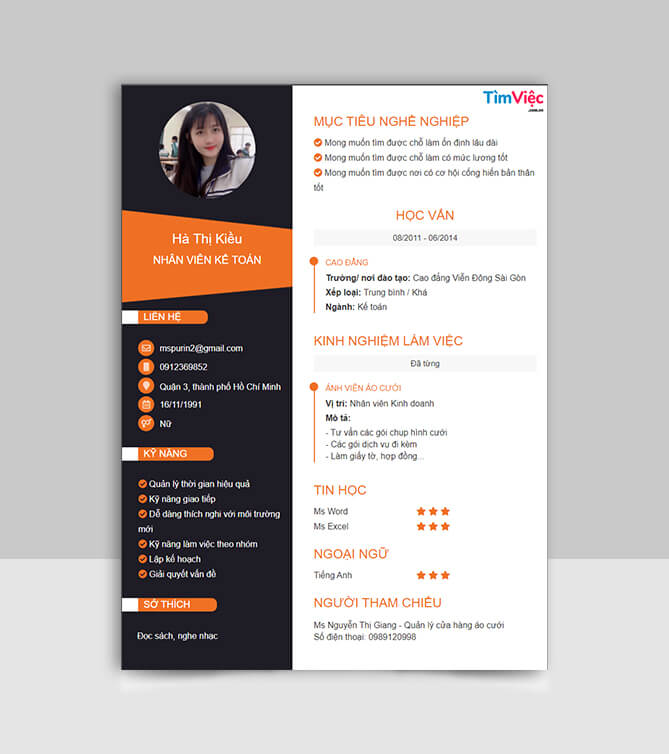 Hà Thị Kiều
NHÂN VIÊN KẾ TOÁN
LIÊN HỆ
mspurin2@gmail.com
0912369852
Quận 3, thành phố Hồ Chí Minh
16/11/1991
Nữ
KỸ NĂNG
Quản lý thời gian hiệu quả
Kỹ năng giao tiếp
Dễ dàng thích nghi với môi trường
mới
Kỹ năng làm việc theo nhóm
Lập kế hoạch
Giải quyết vấn đề
SỞ THÍCH
Đọc sách, nghe nhạc
TìmViệc
.COM.VN
MỤC TIÊU NGHỀ NGHIỆP
Mong muốn tìm được chỗ làm ổn định lâu dài
Mong muốn tìm được chỗ làm có mức lương tốt
Mong muốn tìm được nơi có cơ hội cống hiến bản thân
tốt
HỌC VẤN
08/2011 - 06/2014
CAO ĐẲNG
Trường/ nơi đào tạo: Cao đẳng Viễn Đông Sài Gòn
Xếp loại: Trung bình / Khá
Ngành: Kế toán
KINH NGHIỆM LÀM VIỆC
Đã từng
ẢNH VIỆN ÁO CƯỚI
Vị trí: Nhân viên Kinh doanh
Mô tả:
- Tư vấn các gói chụp hình cưới
- Các gói dịch vụ đi kèm
- Làm giấy tờ, hợp đồng...
TIN HỌC
Ms Word
Ms Excel
NGOẠI NGỮ
Tiếng Anh
NGƯỜI THAM CHIẾU
Ms Nguyễn Thị Giang - Quản lý cửa hàng áo cưới
Số điện thoại: 0989120998